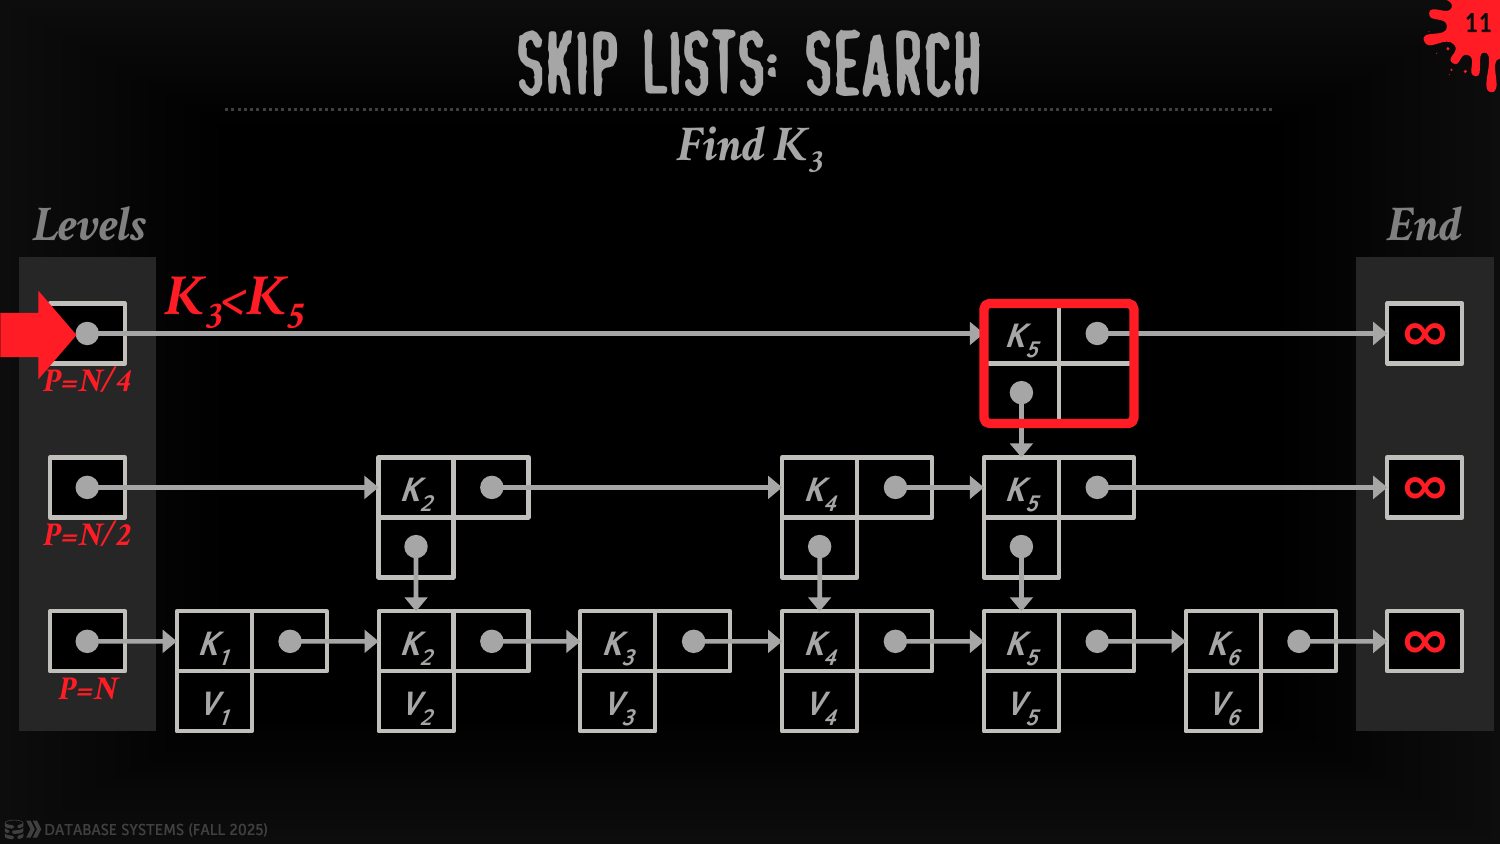 11
SKIP LISTS: SEARCH
Find K₃
Levels
End
K₃<K₅
K₅
∞
P=N/4
K₂
K₄
K₅
∞
P=N/2
K₁
K₂
K₃
K₄
K₅
K₆
∞
P=N
V₁
V₂
V₃
V₄
V₅
V₆
DATABASE SYSTEMS (FALL 2025)